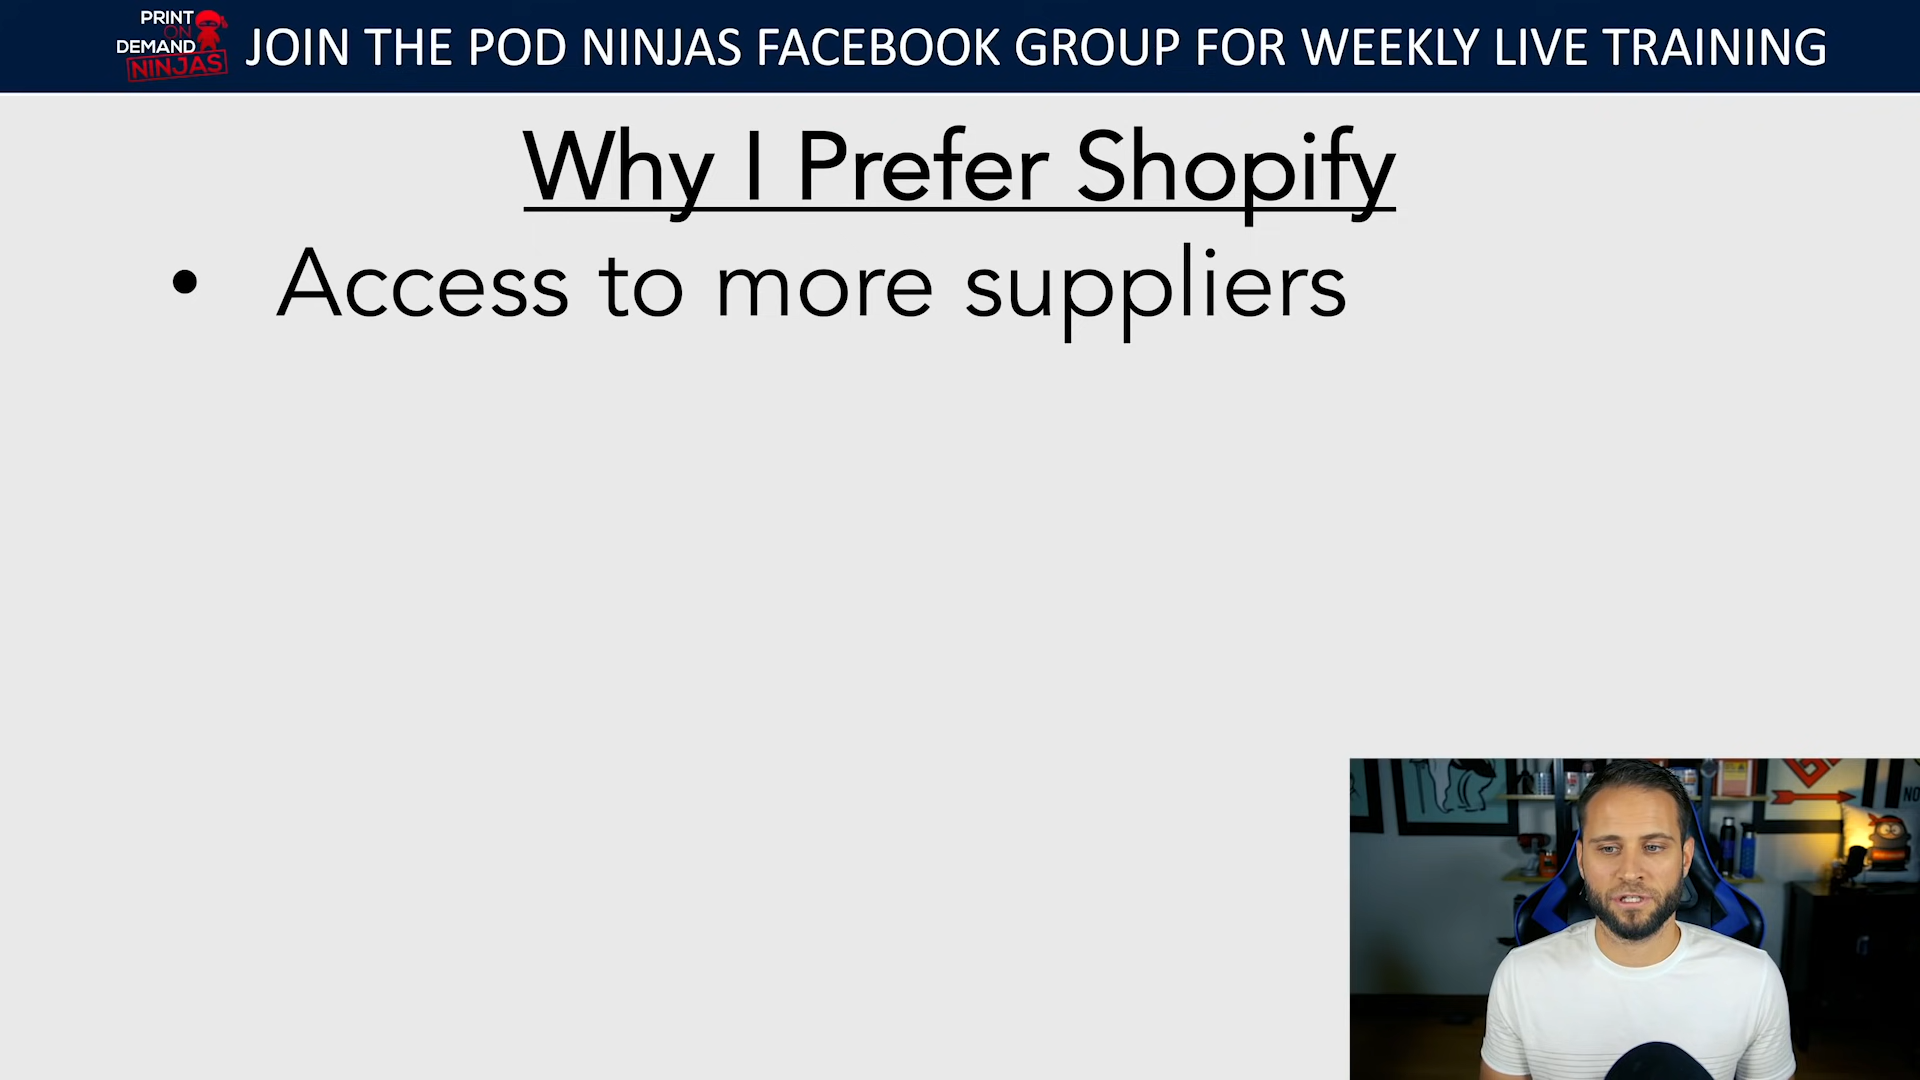 PRINT
ON
DEMAND
NINJAS
JOIN THE POD NINJAS FACEBOOK GROUP FOR WEEKLY LIVE TRAINING
Why I Prefer Shopify
• Access to more suppliers
NO